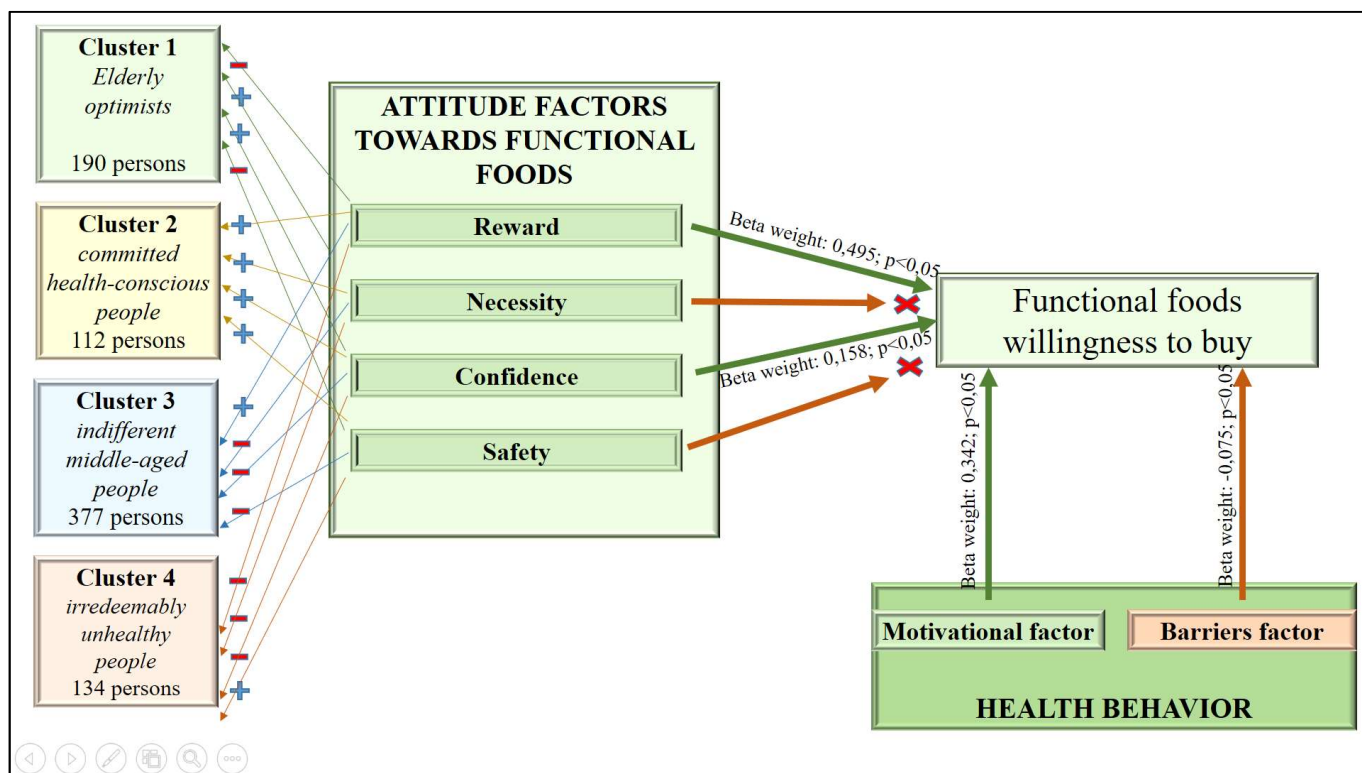 Cluster 1
Elderly
optimists
190 persons
Cluster 2
committed
health-conscious
people
112 persons
Cluster 3
indifferent
middle-aged
people
377 persons
Cluster 4
irredeemably
unhealthy
people
134 persons
ATTITUDE FACTORS
TOWARDS FUNCTIONAL
FOODS
Reward
Necessity
Confidence
Safety
Beta weight: 0,495; p<0,05
Beta weight: 0,158; p<0,05
Functional foods
willingness to buy
Beta weight: 0,342; p<0,05
Beta weight: -0,075; p<0,05
Motivational factor
Barriers factor
HEALTH BEHAVIOR